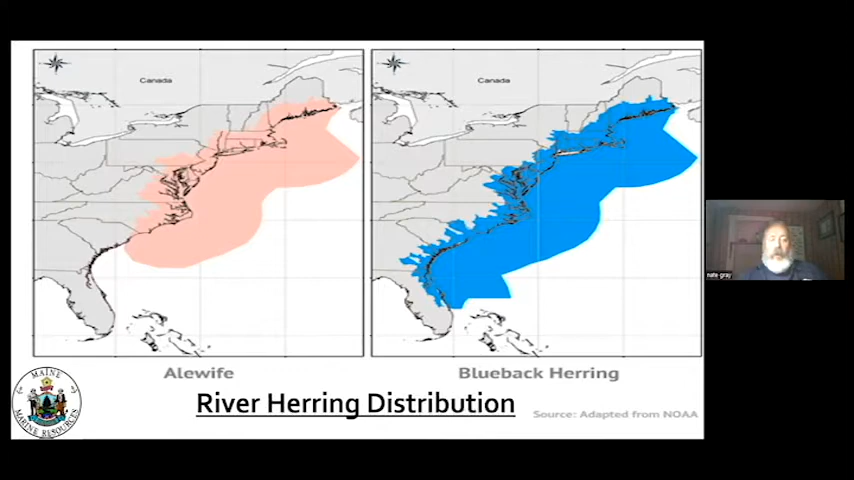 Canada
Canada
Alewife
Blueback Herring
River Herring Distribution
Source: Adapted from NOAA
MAINE
MARINE RESOURCES
nate gray